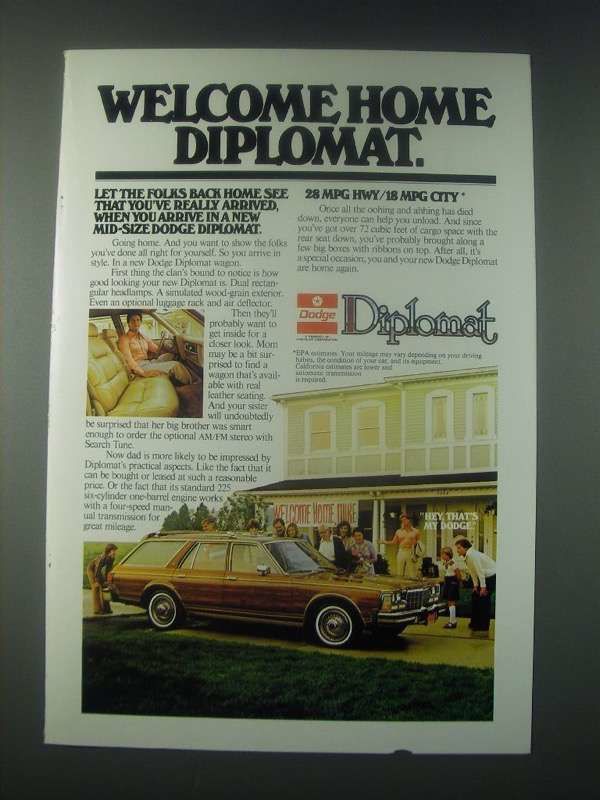 WELCOME HOME
DIPLOMAT.
LET THE FOLKS BACK HOME SEE
THAT YOU'VE REALLY ARRIVED,
WHEN YOU ARRIVE IN A NEW
MID-SIZE DODGE DIPLOMAT.
Going home. And you want to show the folks
you've done all right for yourself. So you arrive
in style. In a new Dodge Diplomat wagon.
First thing the clan's bound to notice is how
good looking your new Diplomat is. Dual rectan-
gular headlamps. A simulated wood-grain exterior.
Even an optional luggage rack and air deflector.
Then they'll
probably want to
get inside for a
closer look. Mom
may be a bit sur-
prised to find a
wagon that's avail-
able with real
leather seating.
And your sister
will undoubtedly
be surprised that her big brother was smart
enough to order the optional AM/FM stereo with
Search Tune.
Now dad is more likely to be impressed by
Diplomat's practical aspects. Like the fact that it
can be bought or leased at such a reasonable
price. Or the fact that its standard 225
six-cylinder one-barrel engine works
with a four-speed man-
ual transmission for
great mileage.
28 MPG HWY/18 MPG CITY*
Once all the oohing and ahhing has died
down, everyone can help you unload. And since
you've got over 72 cubic feet of cargo space with the
rear seat down, you've probably brought along a
few big boxes with ribbons on top. After all, it's
a special occasion, you and your new Dodge Diplomat
are home again.
Dodge
Diplomat
*EPA estimates. Your mileage may vary depending on your driving
habits, the condition of your car, and its equipment.
California estimates are lower and
automatic transmission
is required.
WELCOME HOME MIKE
"HEY, THAT'S
MY DODGE."